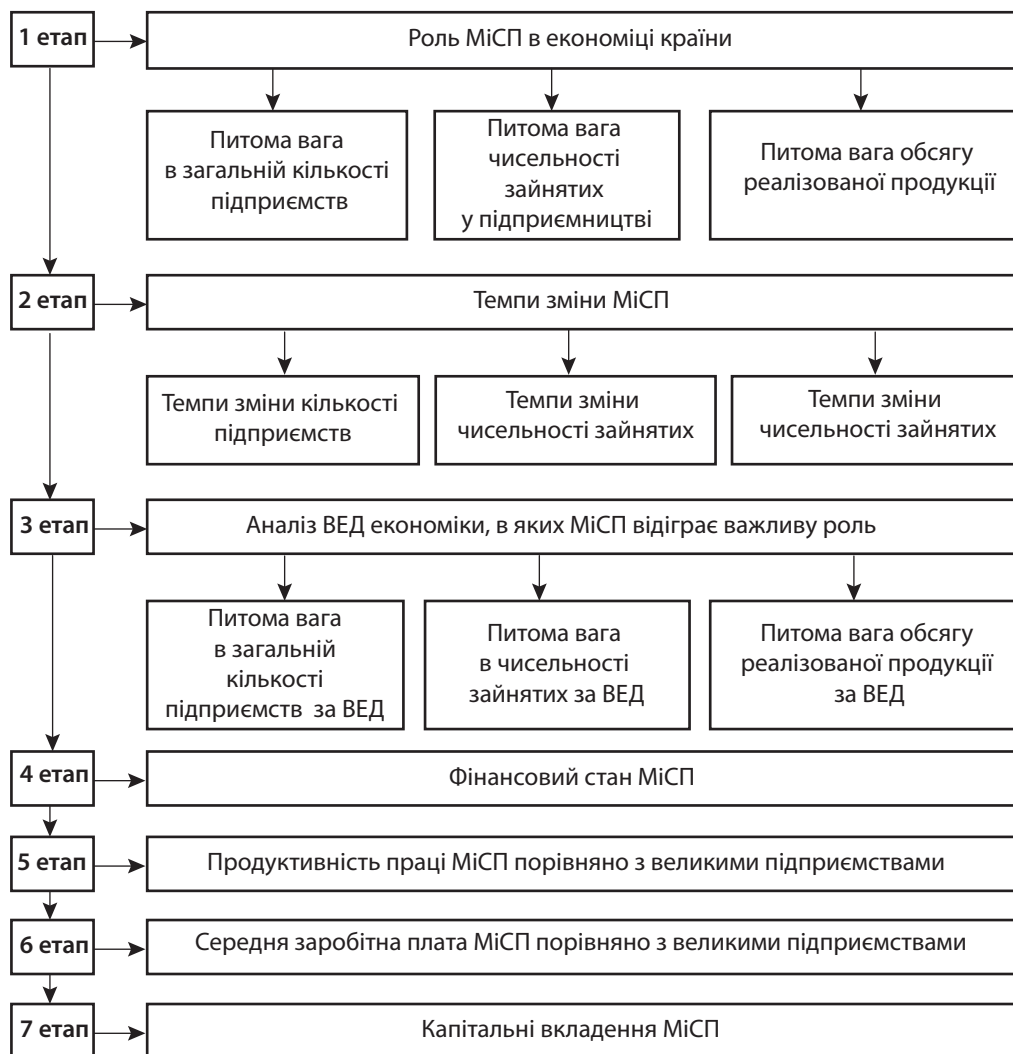 1 етап
Роль МіСП в економіці країни
Питома вага
в загальній кількості
підприємств
Питома вага
чисельності
зайнятих
у підприємництві
Питома вага обсягу
реалізованої продукції
2 етап
Темпи зміни МіСП
Темпи зміни кількості
підприємств
Темпи зміни
чисельності зайнятих
Темпи зміни
чисельності зайнятих
3 етап
Аналіз ВЕД економіки, в яких МіСП відіграє важливу роль
Питома вага
в загальній
кількості
підприємств за ВЕД
Питома вага
в чисельності
зайнятих за ВЕД
Питома вага обсягу
реалізованої продукції
за ВЕД
4 етап
Фінансовий стан МіСП
5 етап
Продуктивність праці МіСП порівняно з великими підприємствами
6 етап
Середня заробітна плата МіСП порівняно з великими підприємствами
7 етап
Капітальні вкладення МіСП